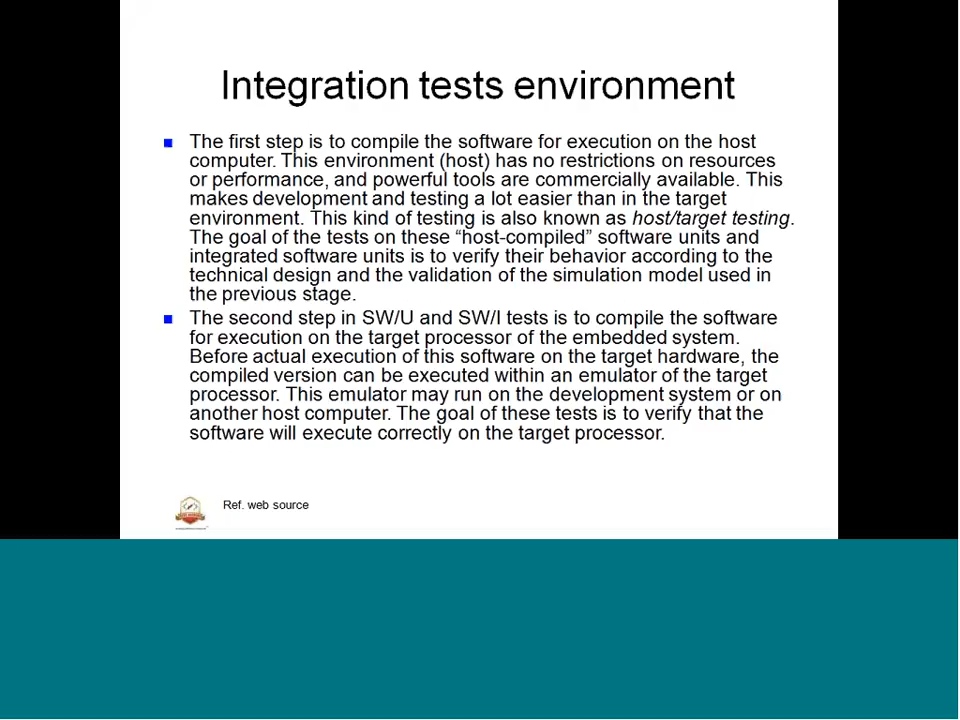 Integration tests environment
The first step is to compile the software for execution on the host
computer. This environment (host) has no restrictions on resources
or performance, and powerful tools are commercially available. This
makes development and testing a lot easier than in the target
environment. This kind of testing is also known as host/target testing.
The goal of the tests on these “host-compiled” software units and
integrated software units is to verify their behavior according to the
technical design and the validation of the simulation model used in
the previous stage.
The second step in SW/U and SW/I tests is to compile the software
for execution on the target processor of the embedded system.
Before actual execution of this software on the target hardware, the
compiled version can be executed within an emulator of the target
processor. This emulator may run on the development system or on
another host computer. The goal of these tests is to verify that the
software will execute correctly on the target processor.
Ref. web source